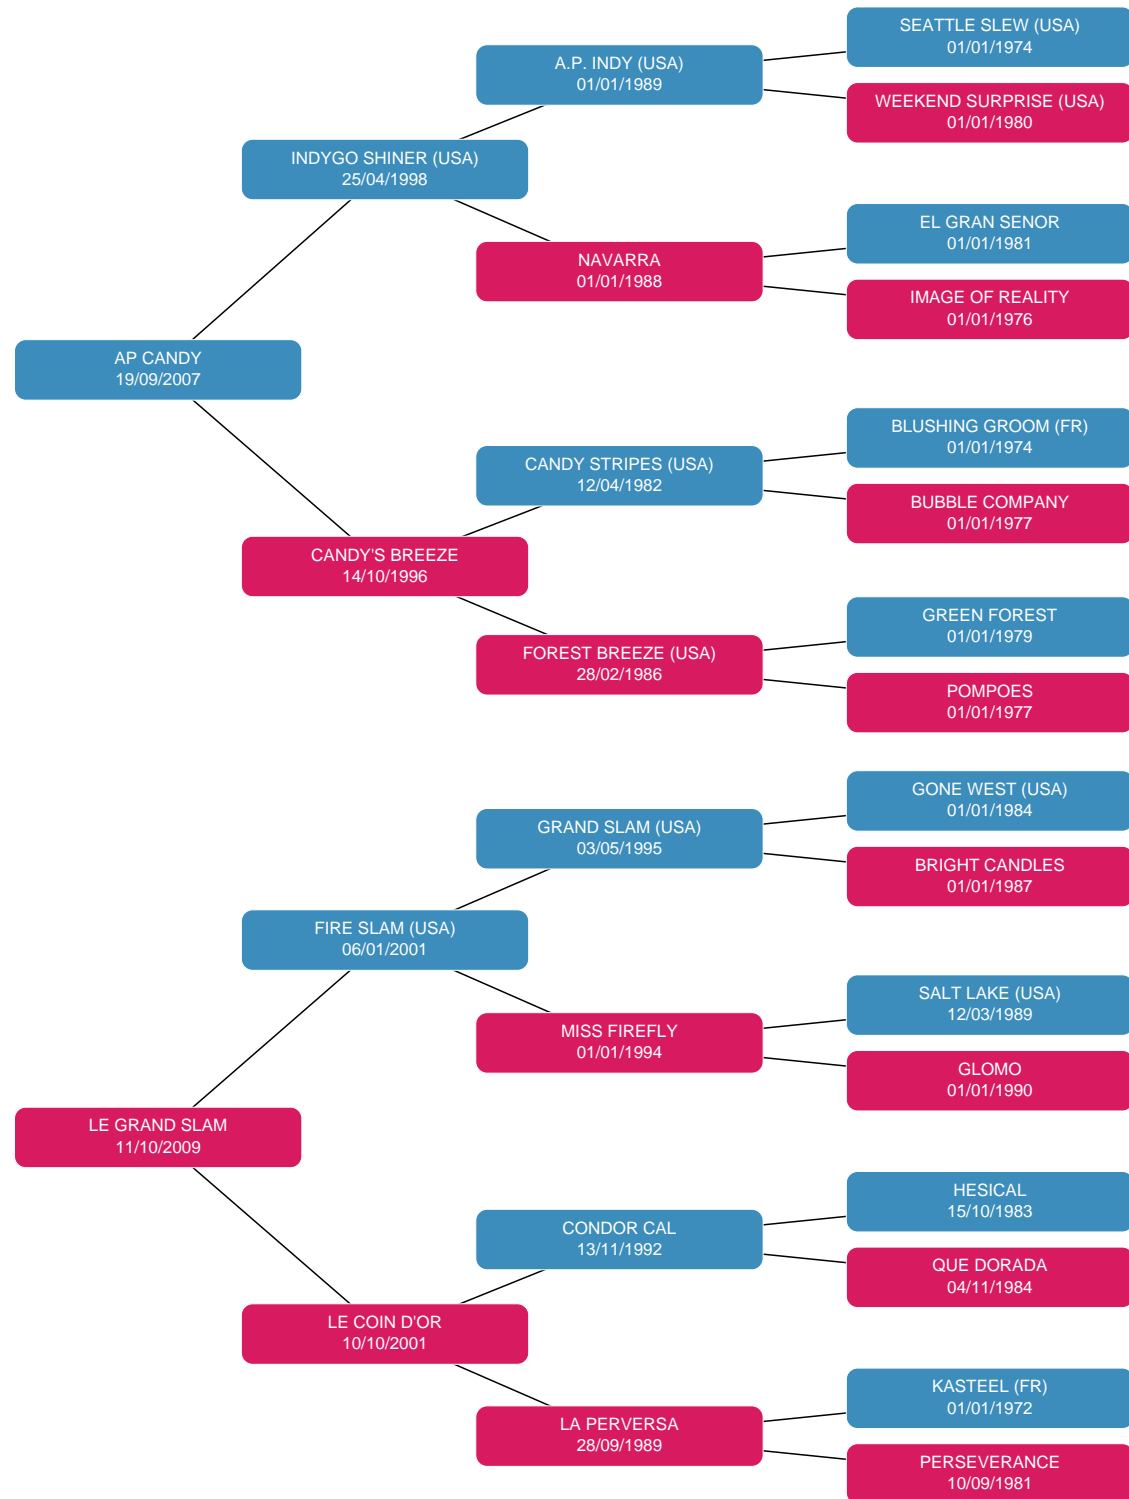 SEATTLE SLEW (USA)
01/01/1974
A.P. INDY (USA)
01/01/1989
WEEKEND SURPRISE (USA)
01/01/1980
INDYGO SHINER (USA)
25/04/1998
EL GRAN SENOR
01/01/1981
NAVARRA
01/01/1988
IMAGE OF REALITY
01/01/1976
AP CANDY
19/09/2007
BLUSHING GROOM (FR)
01/01/1974
CANDY STRIPES (USA)
12/04/1982
BUBBLE COMPANY
01/01/1977
CANDY'S BREEZE
14/10/1996
GREEN FOREST
01/01/1979
FOREST BREEZE (USA)
28/02/1986
POMPOES
01/01/1977
GONE WEST (USA)
01/01/1984
GRAND SLAM (USA)
03/05/1995
BRIGHT CANDLES
01/01/1987
FIRE SLAM (USA)
06/01/2001
SALT LAKE (USA)
12/03/1989
MISS FIREFLY
01/01/1994
GLOMO
01/01/1990
LE GRAND SLAM
11/10/2009
HESICAL
15/10/1983
CONDOR CAL
13/11/1992
QUE DORADA
04/11/1984
LE COIN D'OR
10/10/2001
KASTEEL (FR)
01/01/1972
LA PERVERSA
28/09/1989
PERSEVERANCE
10/09/1981